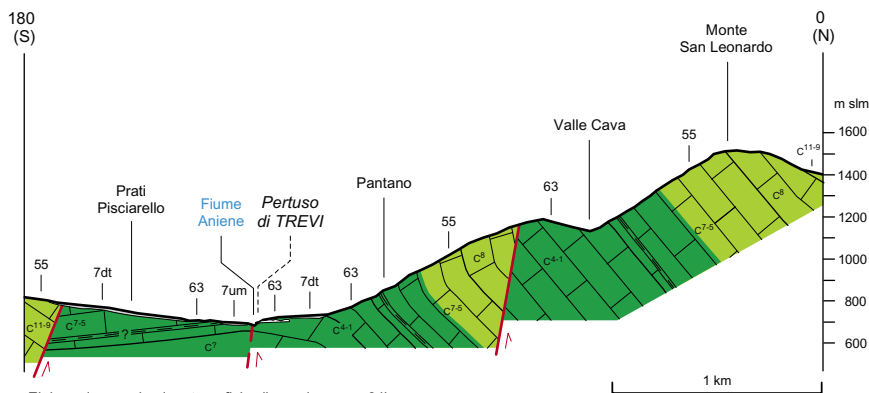 180
(S)
0
(N)
Monte
San Leonardo
m slm
Valle Cava
1600
55
C11-9
1400
Prati
Pisciarello
Fiume
Aniene
Pertuso
di TREVI
Pantano
63
C8
55
1200
C7-5
C8
C4-1
1000
55
7dt
63
7um
63
7dt
63
C7-5
800
C11-9
C7-5
?
C?
C4-1
600
1 km